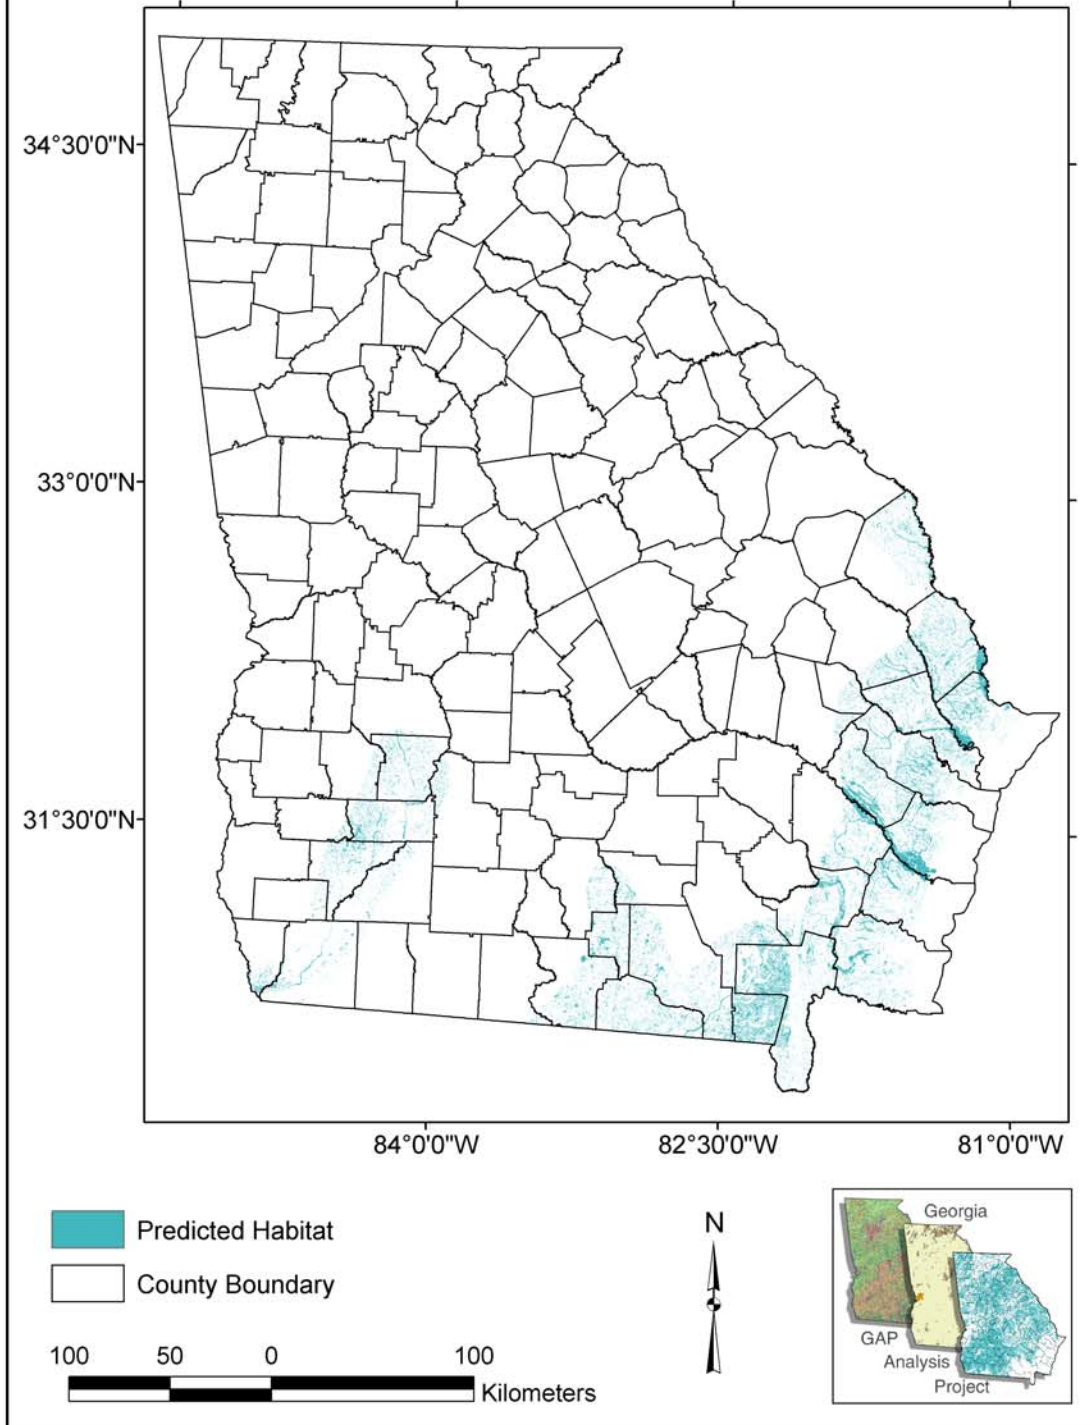 34°30'0"N
33°0'0"N
31°30'0"N
84°0'0"W
82°30'0"W
81°0'0"W
Predicted Habitat
County Boundary
100
50
0
100
Kilometers
N
Georgia
GAP
Analysis
Project